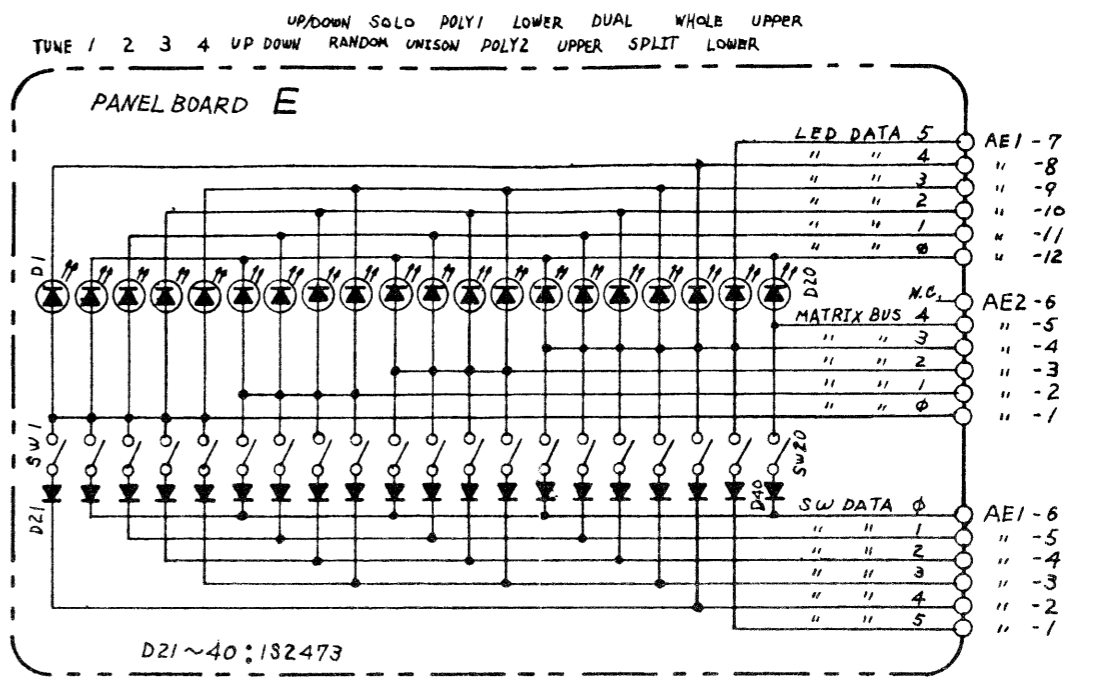 UP/DOWN SOLO POLY1 LOWER DUAL WHOLE UPPER
TUNE 1 2 3 4 UP DOWN RANDOM UNISON POLY2 UPPER SPLIT LOWER
PANEL BOARD E
LED DATA 5 AE1 -7
" " 4 " -8
" " 3 " -9
" " 2 " -10
" " 1 " -11
" " ø " -12
D1
D20
N.C. AE2 -6
MATRIX BUS 4 " -5
" " 3 " -4
" " 2 " -3
" " 1 " -2
" " ø " -1
SW1
SW20
D21
D40
SW DATA ø AE1 -6
" " 1 " -5
" " 2 " -4
" " 3 " -3
" " 4 " -2
" " 5 " -1
D21~40:1S2473